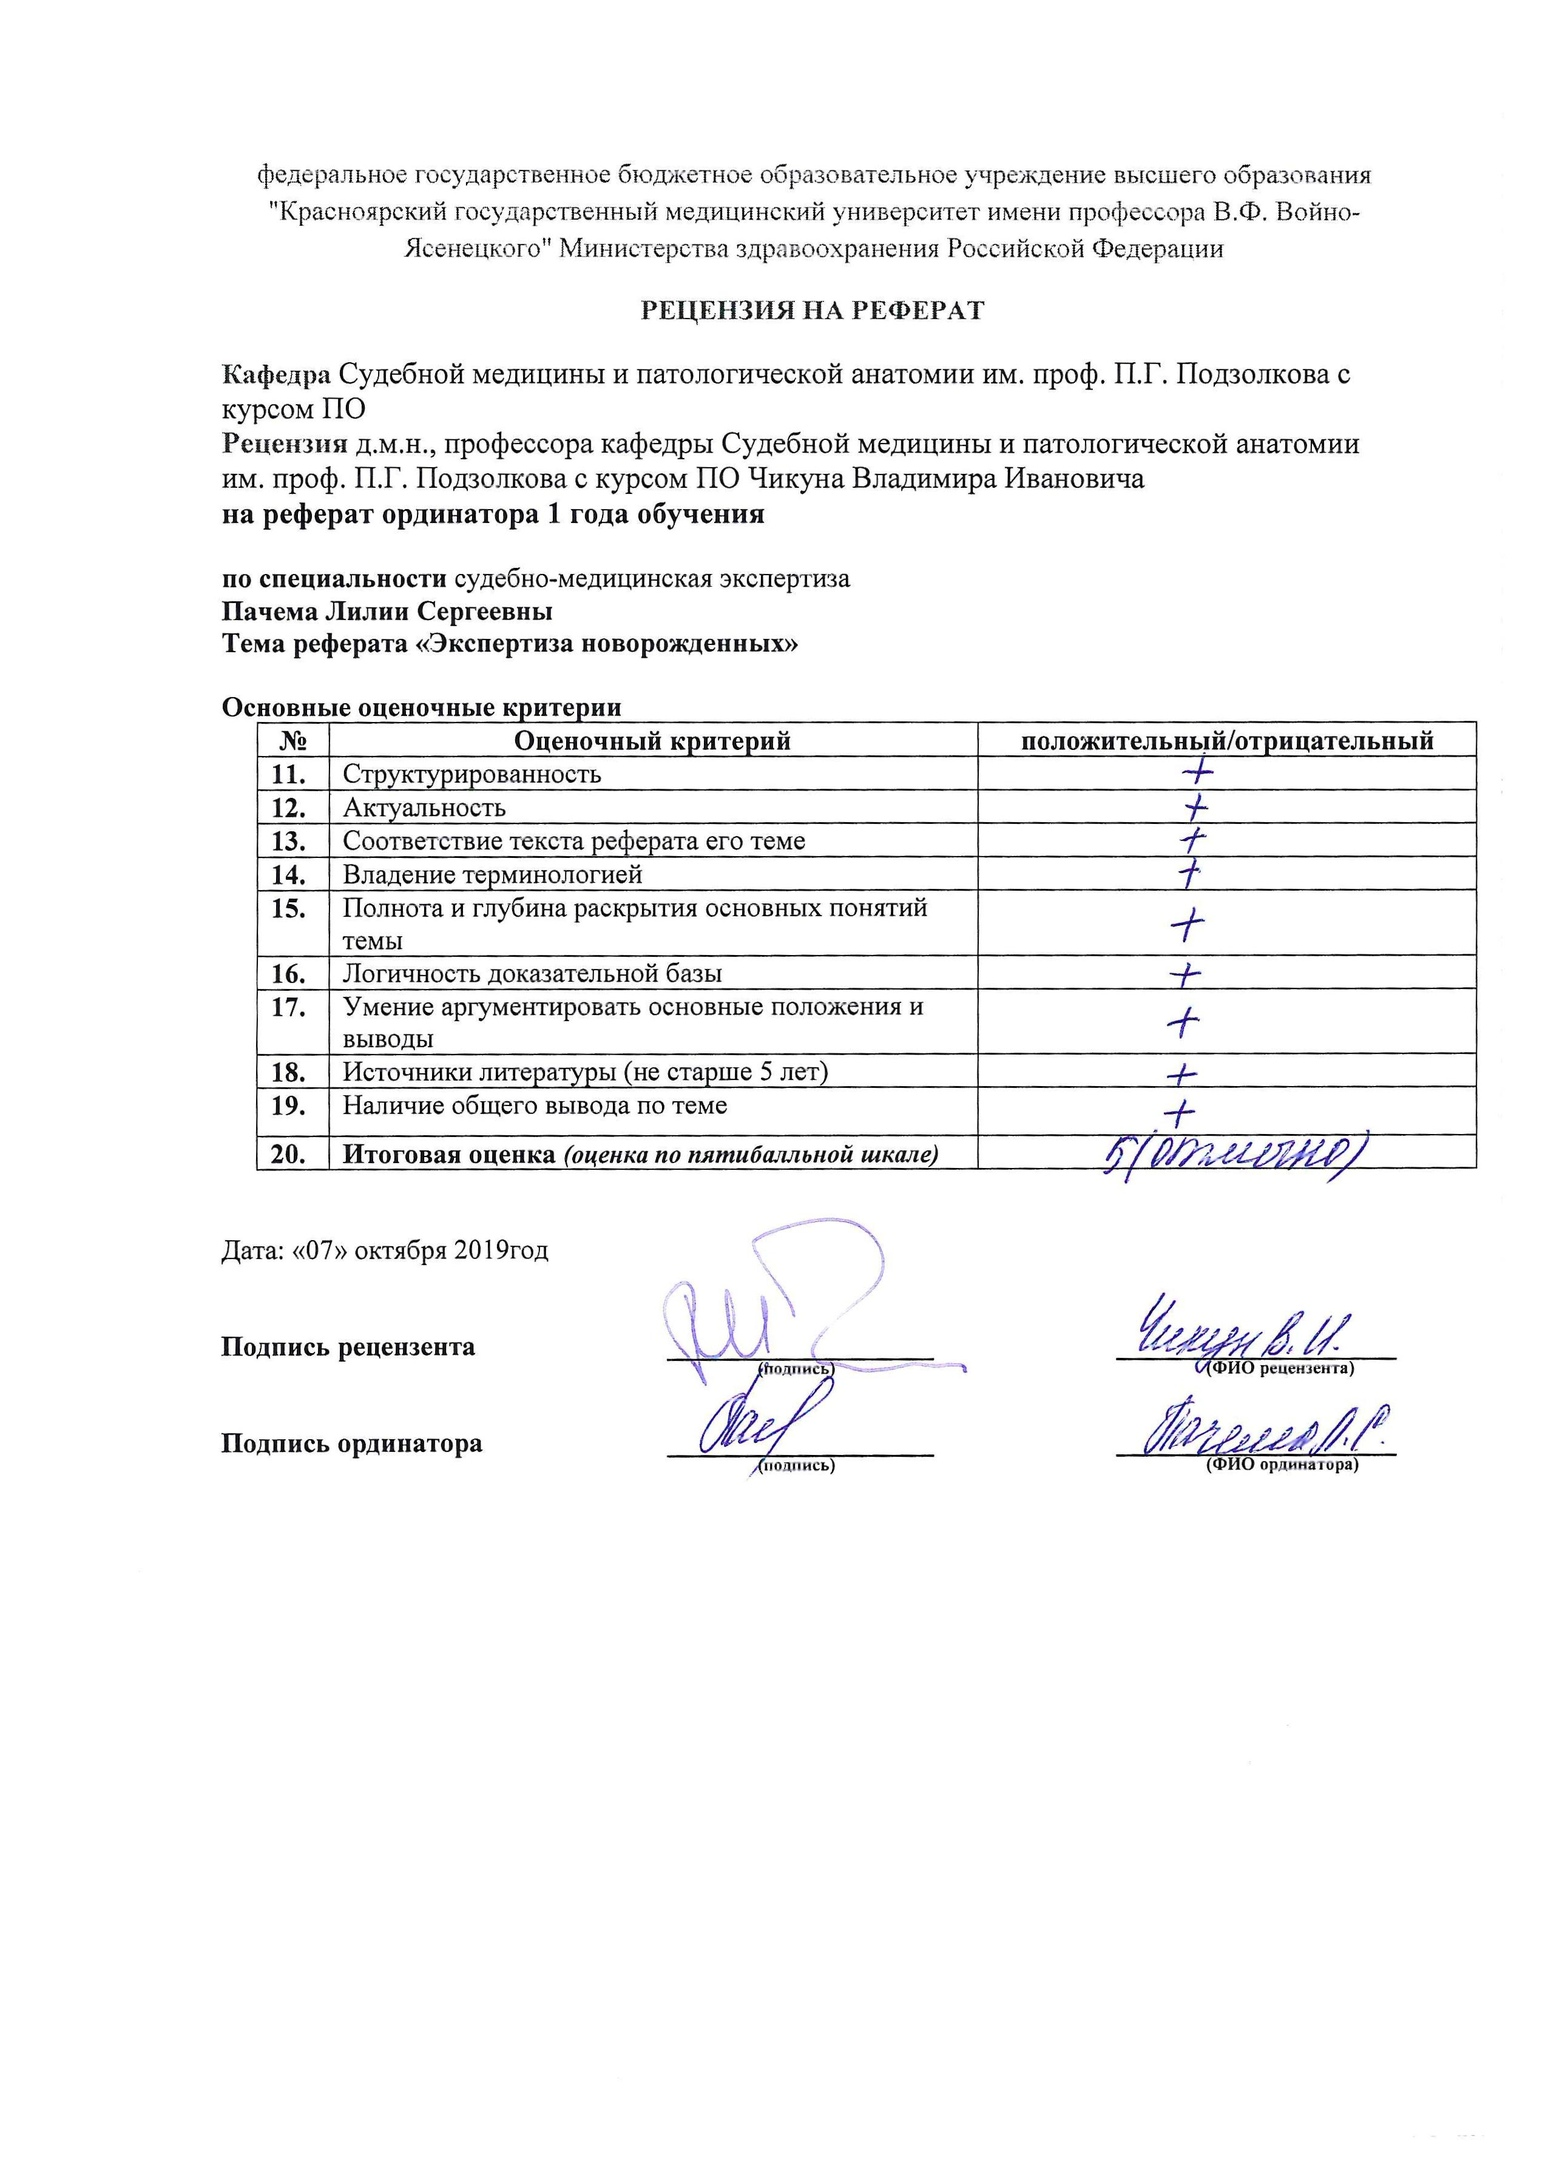 федеральное государственное бюджетное образовательное учреждение высшего образования
"Красноярский государственный медицинский университет имени профессора В.Ф. Войно-
Ясенецкого" Министерства здравоохранения Российской Федерации
РЕЦЕНЗИЯ НА РЕФЕРАТ
Кафедра Судебной медицины и патологической анатомии им. проф. П.Г. Подзолкова с
курсом ПО
Рецензия д.м.н., профессора кафедры Судебной медицины и патологической анатомии
им. проф. П.Г. Подзолкова с курсом ПО Чикуна Владимира Ивановича
на реферат ординатора 1 года обучения
по специальности судебно-медицинская экспертиза
Пачема Лилии Сергеевны
Тема реферата «Экспертиза новорожденных»
Основные оценочные критерии
№ Оценочный критерий положительный/отрицательный
11. Структурированность +
12. Актуальность +
13. Соответствие текста реферата его теме +
14. Владение терминологией +
15. Полнота и глубина раскрытия основных понятий
темы +
16. Логичность доказательной базы +
17. Умение аргументировать основные положения и
выводы +
18. Источники литературы (не старше 5 лет) +
19. Наличие общего вывода по теме +
20. Итоговая оценка (оценка по пятибалльной шкале) 5 (отлично)
Дата: «07» октября 2019год
Подпись рецензента Чикун В. И.
(подпись) (ФИО рецензента)
Подпись ординатора Пачема Л. С.
(подпись) (ФИО ординатора)